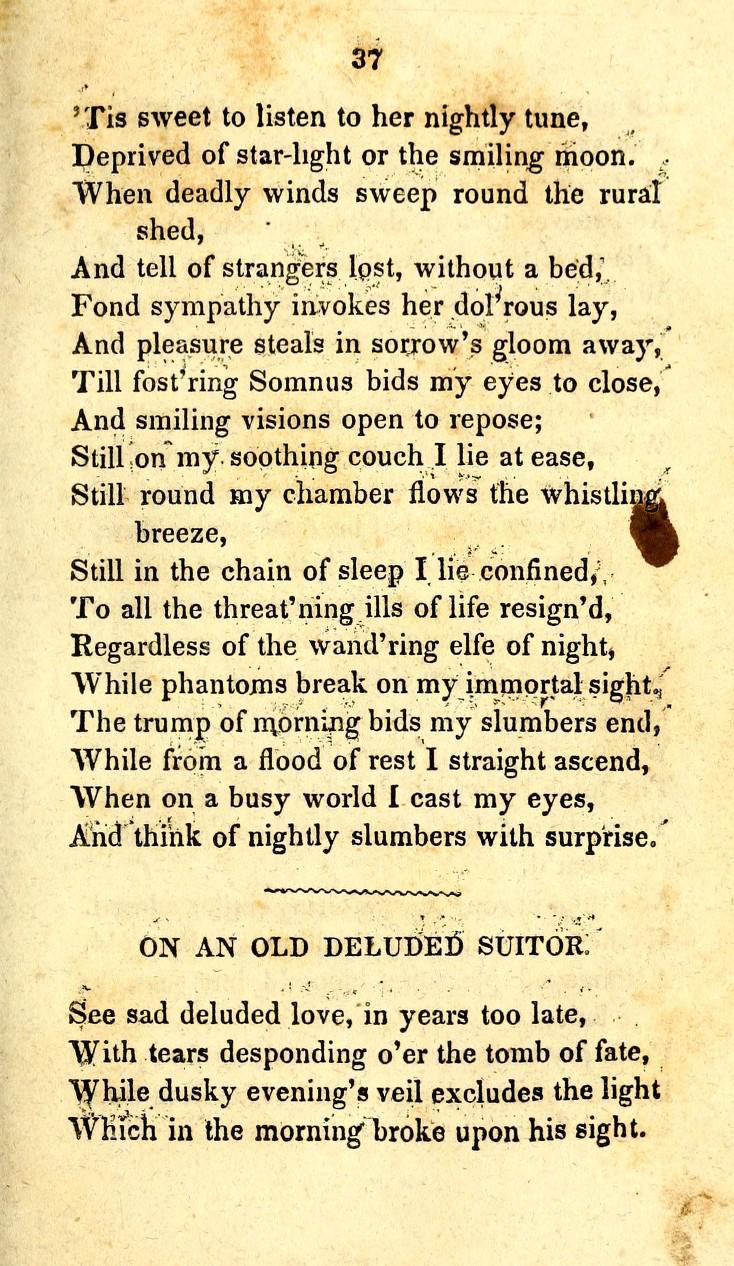 37
'Tis sweet to listen to her nightly tune,
Deprived of star-light or the smiling moon.
When deadly winds sweep round the rural
shed,
And tell of strangers lost, without a bed,
Fond sympathy invokes her dol'rous lay,
And pleasure steals in sorrow's gloom away,
Till fost'ring Somnus bids my eyes to close,
And smiling visions open to repose;
Still on my soothing couch I lie at ease,
Still round my chamber flows the whistling
breeze,
Still in the chain of sleep I lie confined,
To all the threat'ning ills of life resign'd,
Regardless of the wand'ring elfe of night,
While phantoms break on my immortal sight.
The trump of morning bids my slumbers end,
While from a flood of rest I straight ascend,
When on a busy world I cast my eyes,
And think of nightly slumbers with surprise.
ON AN OLD DELUDED SUITOR.
See sad deluded love, in years too late,
With tears desponding o'er the tomb of fate,
While dusky evening's veil excludes the light
Which in the morning broke upon his sight.